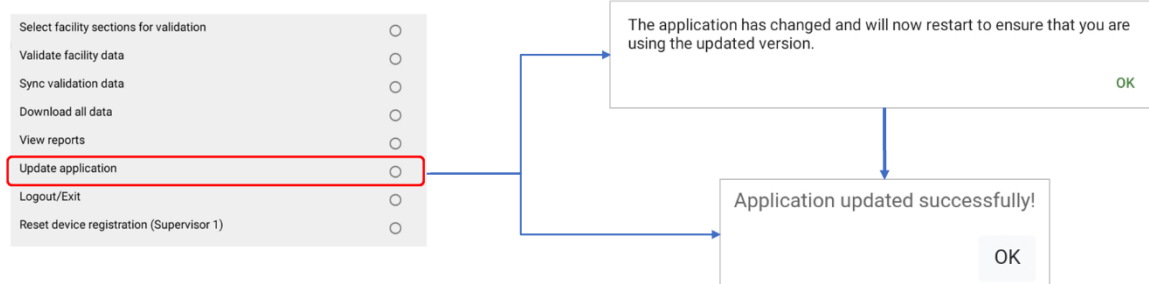 Select facility sections for validation
Validate facility data
Sync validation data
Download all data
View reports
Update application
Logout/Exit
Reset device registration (Supervisor 1)
The application has changed and will now restart to ensure that you are
using the updated version.
OK
Application updated successfully!
OK